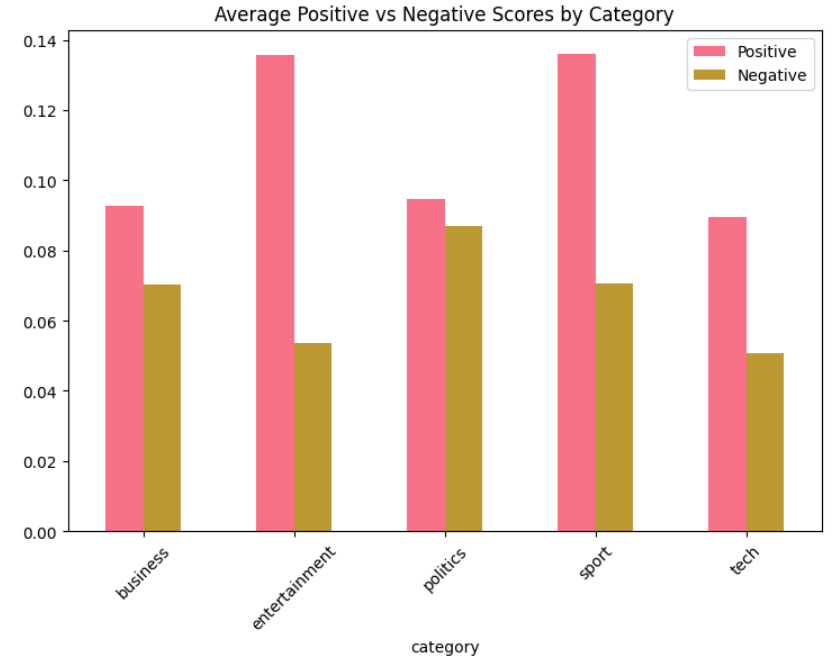 Average Positive vs Negative Scores by Category
Positive
Negative
0.14
0.12
0.10
0.08
0.06
0.04
0.02
0.00
business
entertainment
politics
sport
tech
category